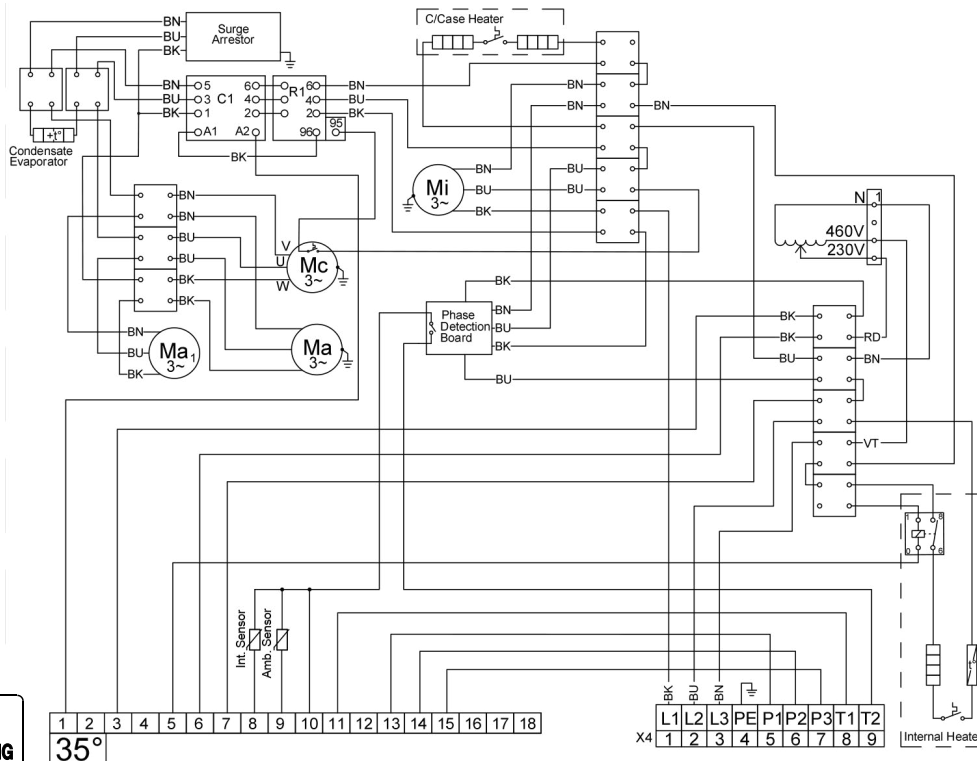 BN
BU
BK
Surge
Arrestor
C/Case Heater
BN
BU
BK
5
3
1
C1
6
4
2
R1
6
4
2
BN
BU
BK
95
A1
A2
96
BK
+t°
Condensate
Evaporator
BN
BN
BN
BN
BU
BK
Mi
3~
BU
BU
BN
BN
BU
BU
BK
BK
V
U
W
Mc
3~
N
1
460V
230V
BN
BU
BK
Ma1
3~
Ma
3~
BK
Phase
Detection
Board
BN
BU
BK
BU
BK
BK
BU
RD
BN
VT
1
8
0
6
Int. Sensor
Amb. Sensor
t°
BK
BU
BN
1 2 3 4 5 6 7 8 9 10 11 12 13 14 15 16 17 18
35°
L1 L2 L3 PE P1 P2 P3 T1 T2
X4
1 2 3 4 5 6 7 8 9
Internal Heate